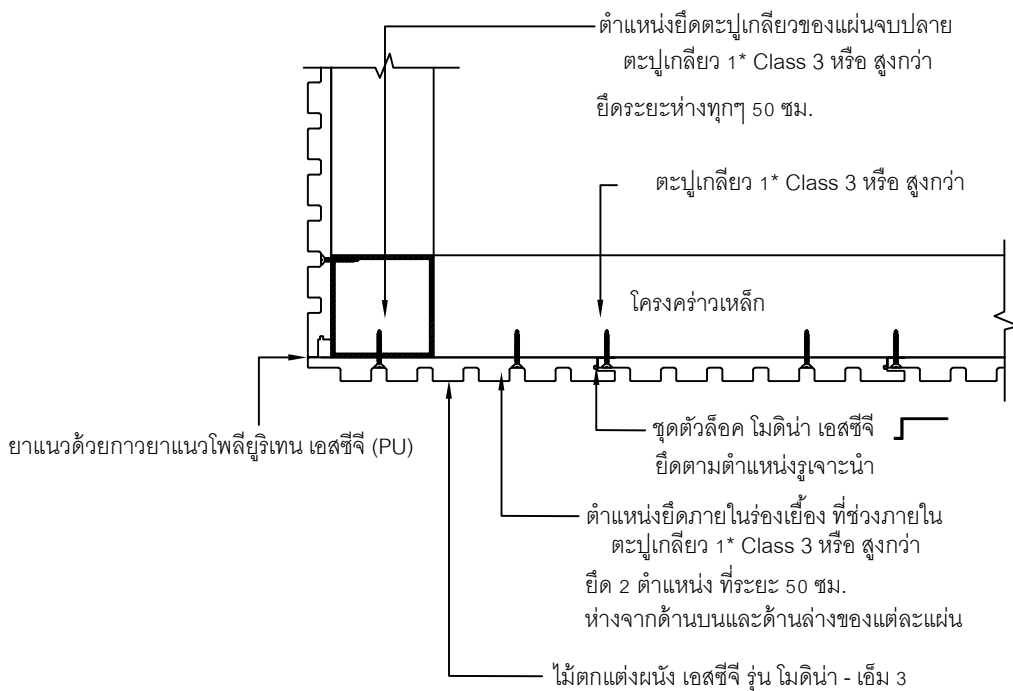 ตำแหน่งยึดตะปูเกลียวของแผ่นจบปลาย
ตะปูเกลียว 1* Class 3 หรือ สูงกว่า
ยึดระยะห่างทุกๆ 50 ซม.
ตะปูเกลียว 1* Class 3 หรือ สูงกว่า
โครงคร่าวเหล็ก
ชุดตัวล็อค โมดิน่า เอสซีจี
ยึดตามตำแหน่งรูเจาะนำ
ยาแนวด้วยกาวยาแนวโพลียูริเทน เอสซีจี (PU)
ตำแหน่งยึดภายในร่องเยื้อง ที่ช่วงภายใน
ตะปูเกลียว 1* Class 3 หรือ สูงกว่า
ยึด 2 ตำแหน่ง ที่ระยะ 50 ซม.
ห่างจากด้านบนและด้านล่างของแต่ละแผ่น
ไม้ตกแต่งผนัง เอสซีจี รุ่น โมดิน่า - เอ็ม 3